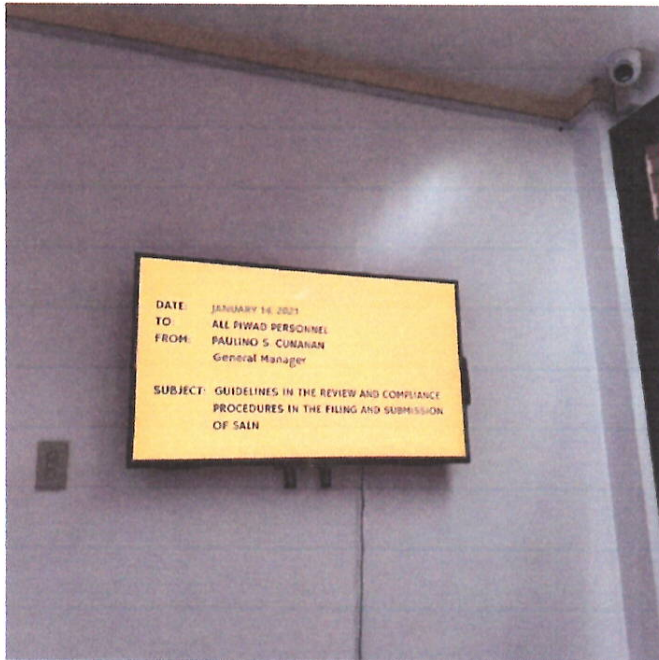 DATE: JANUARY 14, 2021
TO: ALL PIWAD PERSONNEL
FROM: PAULINO S. CUNANAN
General Manager
SUBJECT: GUIDELINES IN THE REVIEW AND COMPLIANCE
PROCEDURES IN THE FILING AND SUBMISSION
OF SALN